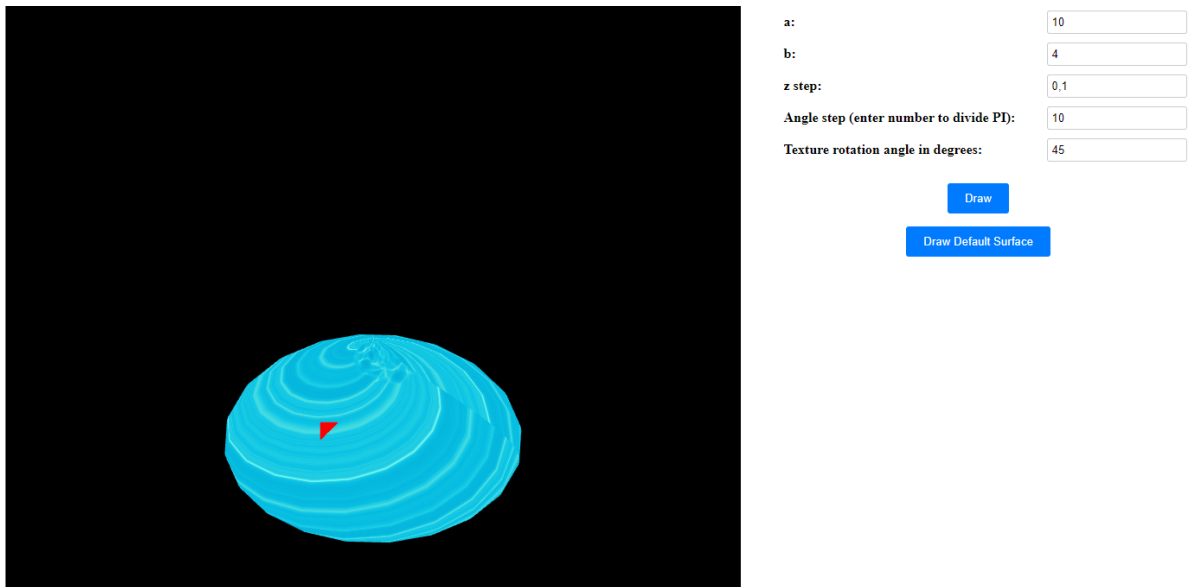 a: 10
b: 4
z step: 0,1
Angle step (enter number to divide PI): 10
Texture rotation angle in degrees: 45
Draw
Draw Default Surface